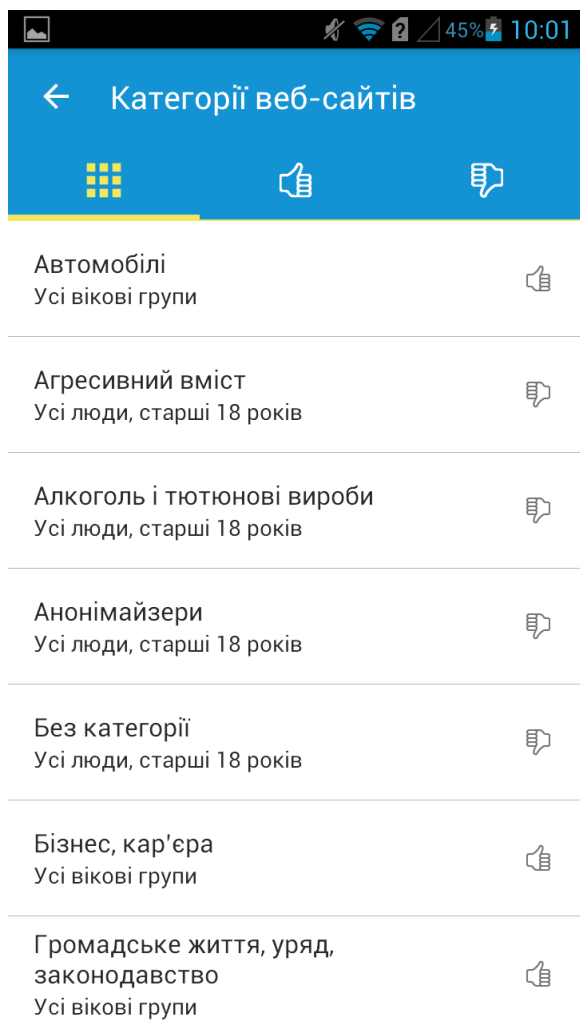 45% 10:01
Категорії веб-сайтів
Автомобілі
Усі вікові групи
Агресивний вміст
Усі люди, старші 18 років
Алкоголь і тютюнові вироби
Усі люди, старші 18 років
Анонімайзери
Усі люди, старші 18 років
Без категорії
Усі люди, старші 18 років
Бізнес, кар'єра
Усі вікові групи
Громадське життя, уряд,
законодавство
Усі вікові групи